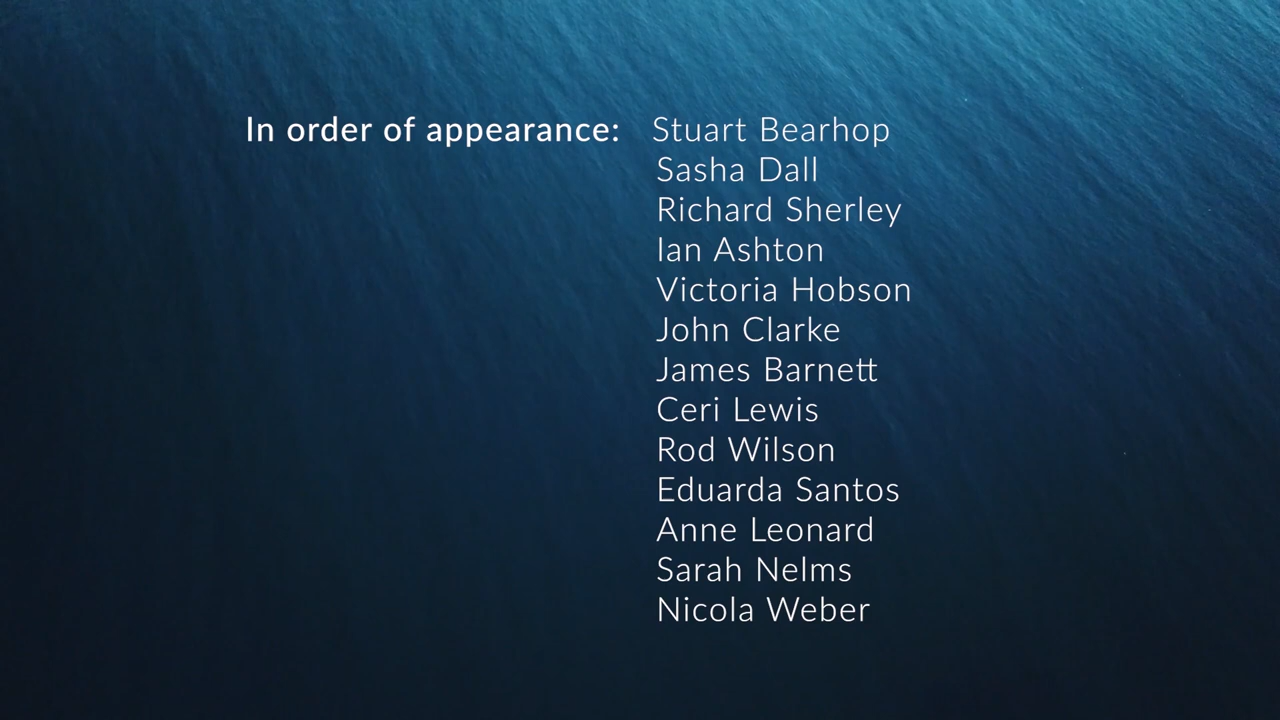 In order of appearance: Stuart Bearhop
Sasha Dall
Richard Sherley
Ian Ashton
Victoria Hobson
John Clarke
James Barnett
Ceri Lewis
Rod Wilson
Eduarda Santos
Anne Leonard
Sarah Nelms
Nicola Weber